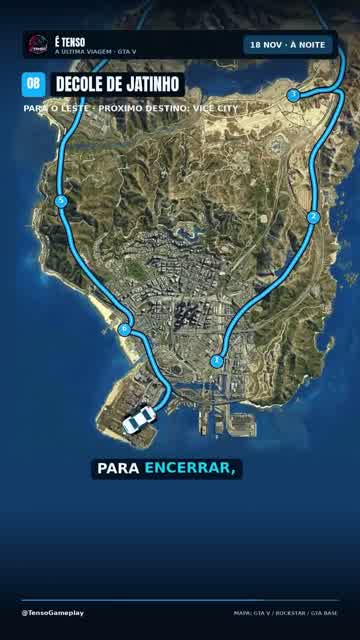 É TENSO
A ÚLTIMA VIAGEM · GTA V
18 NOV · À NOITE
08 DECOLE DE JATINHO
PARA O LESTE · PRÓXIMO DESTINO: VICE CITY
3
5
2
6
1
PARA ENCERRAR,
@TensoGameplay
MAPA: GTA V / ROCKSTAR / GTA BASE